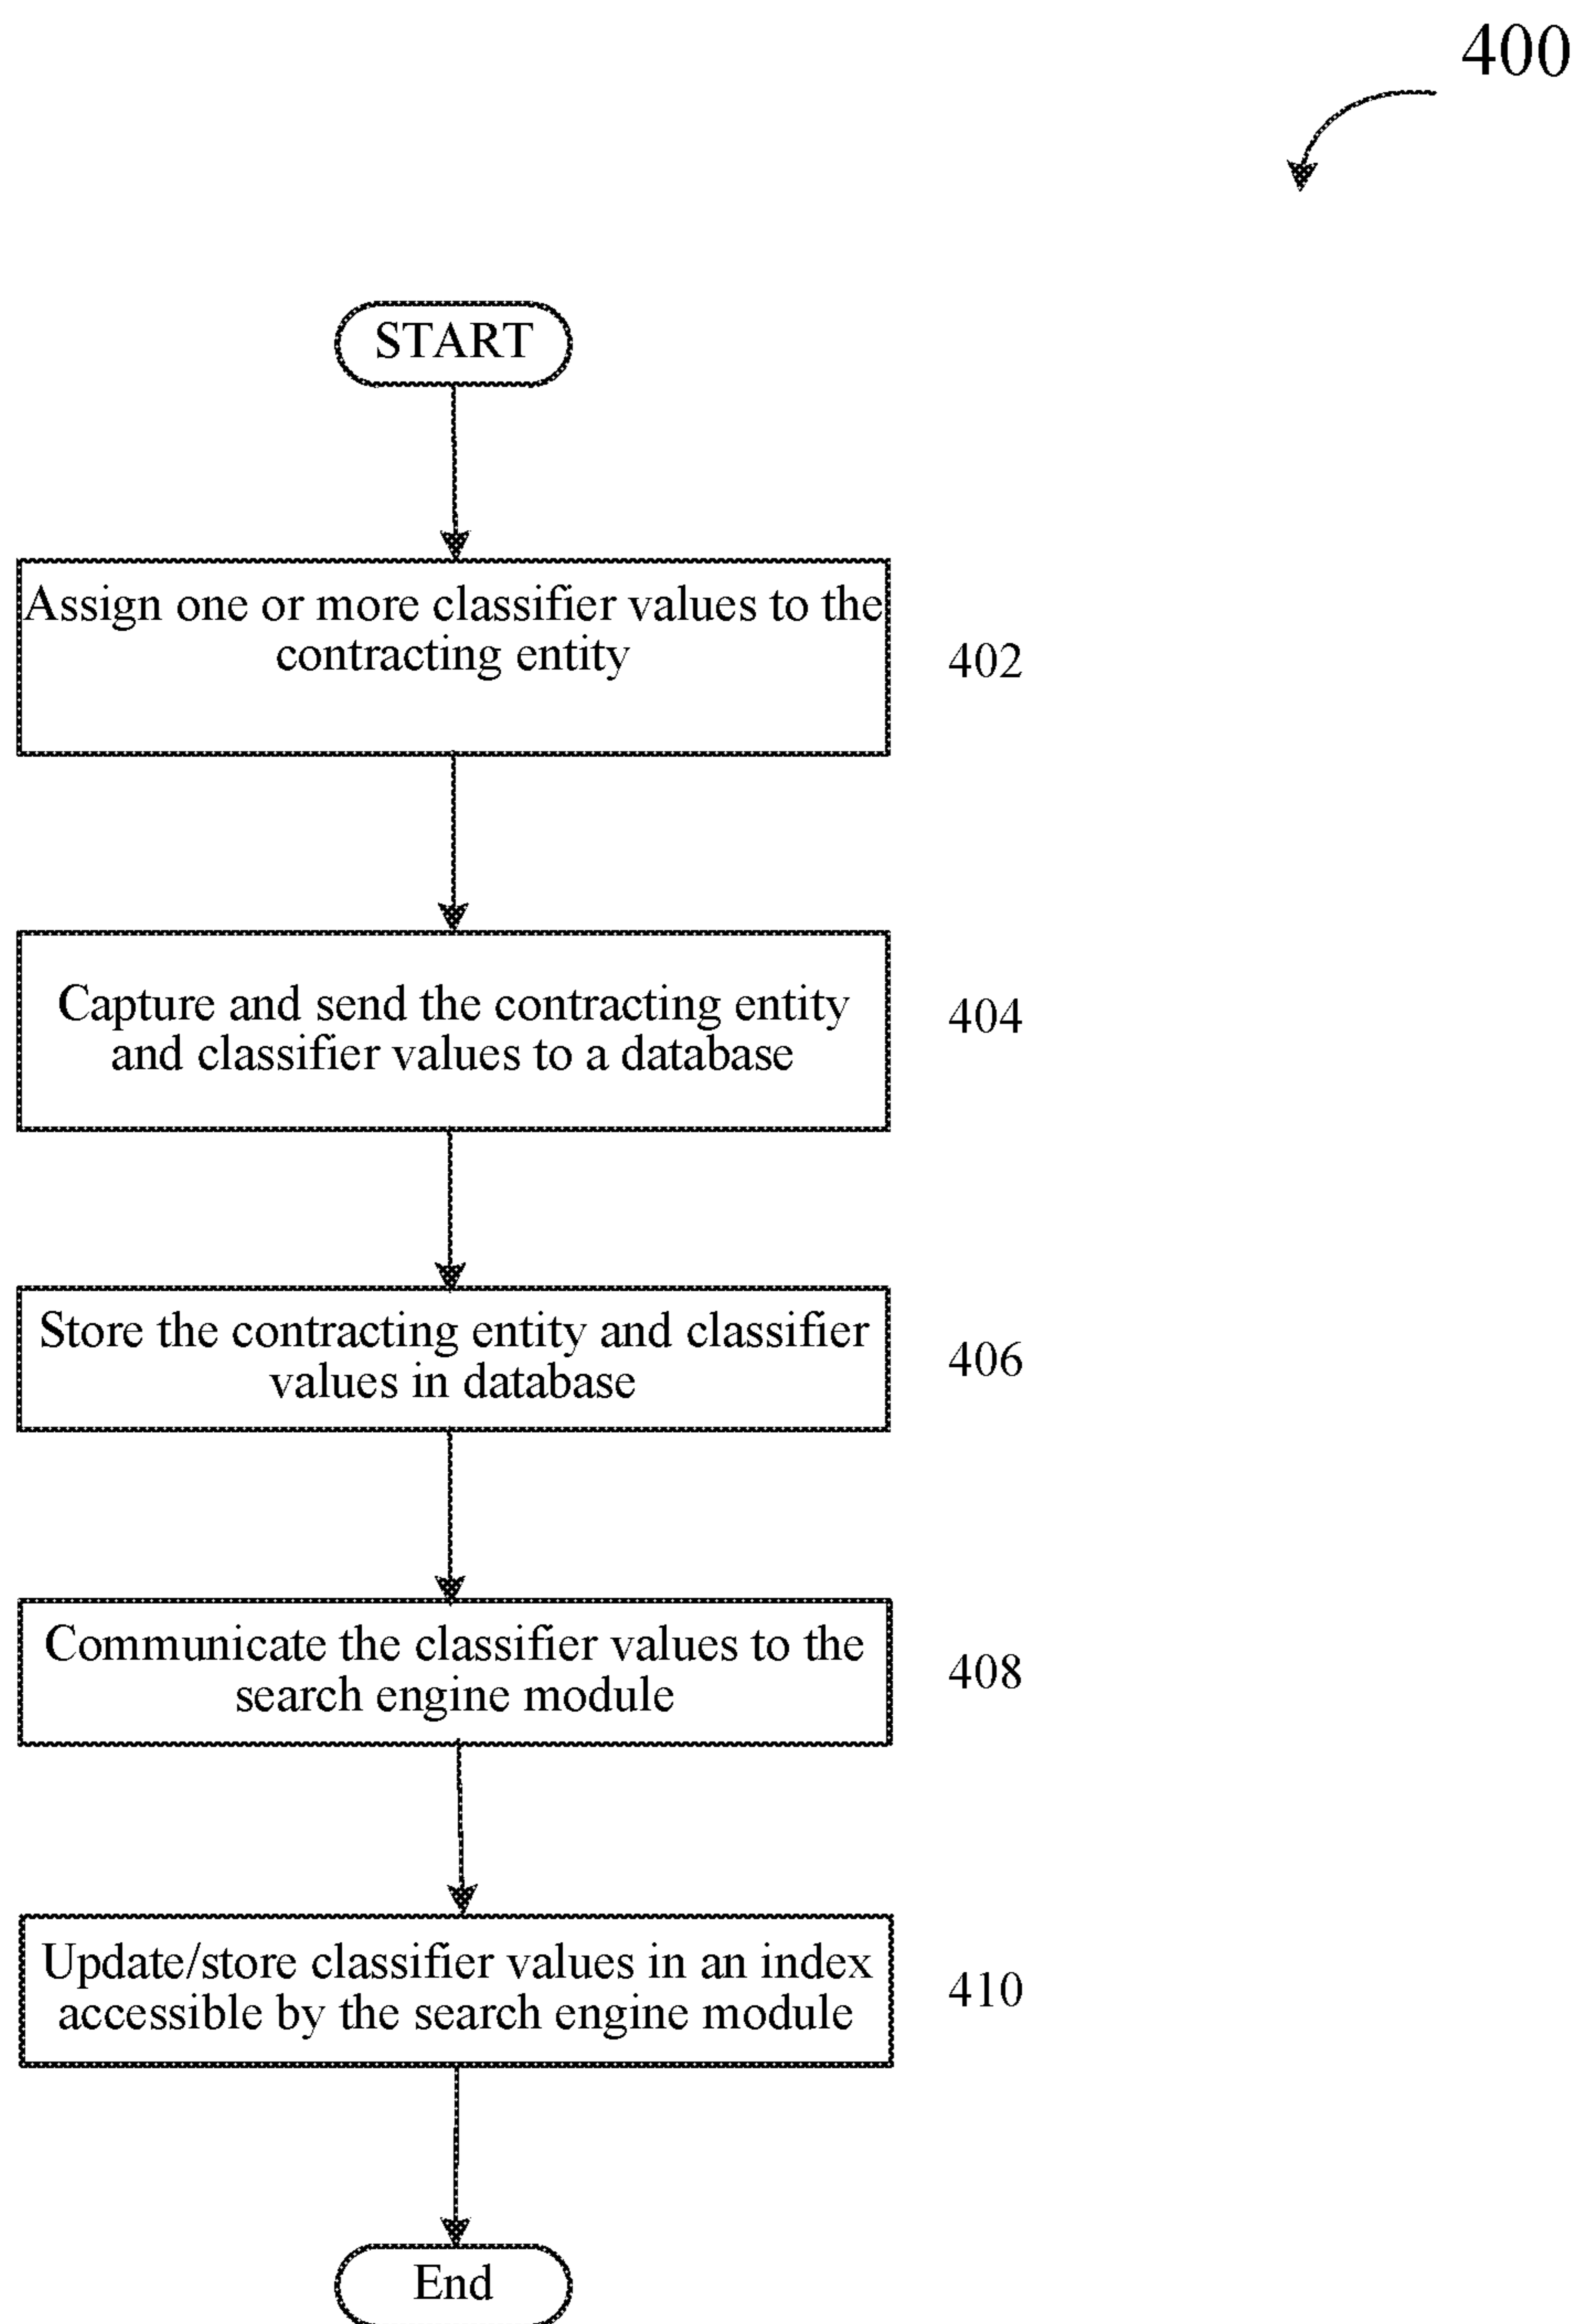 400
START
Assign one or more classifier values to the
contracting entity
402
Capture and send the contracting entity
and classifier values to a database
404
Store the contracting entity and classifier
values in database
406
Communicate the classifier values to the
search engine module
408
Update/store classifier values in an index
accessible by the search engine module
410
End